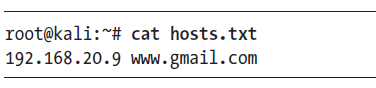 root@kali:~# cat hosts.txt
192.168.20.9 www.gmail.com